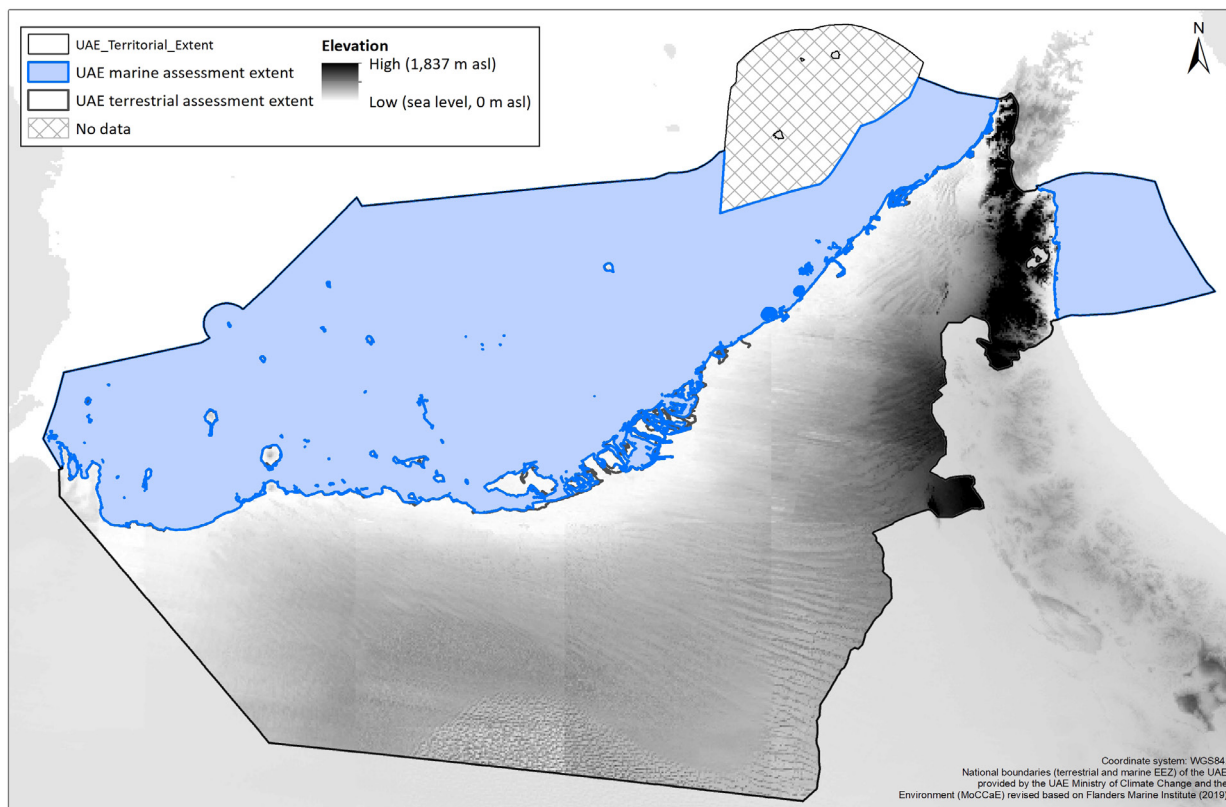 UAE_Territorial_Extent
UAE marine assessment extent
UAE terrestrial assessment extent
No data
Elevation
High (1,837 m asl)
Low (sea level, 0 m asl)
N
Coordinate system: WGS84
National boundaries (terrestrial and marine EEZ) of the UAE
provided by the UAE Ministry of Climate Change and the
Environment (MoCCaE) revised based on Flanders Marine Institute (2019)